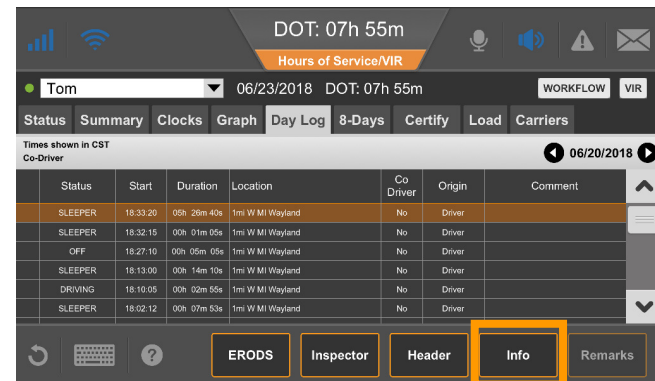 DOT: 07h 55m
Hours of Service/VIR
Tom 06/23/2018 DOT: 07h 55m WORKFLOW VIR
Status Summary Clocks Graph Day Log 8-Days Certify Load Carriers
Times shown in CST
Co-Driver
06/20/2018
Status Start Duration Location Co Driver Origin Comment
SLEEPER 18:33:20 05h 26m 40s 1mi W MI Wayland No Driver
SLEEPER 18:32:15 00h 01m 05s 1mi W MI Wayland No Driver
OFF 18:27:10 00h 05m 05s 1mi W MI Wayland No Driver
SLEEPER 18:13:00 00h 14m 10s 1mi W MI Wayland No Driver
DRIVING 18:10:05 00h 02m 55s 1mi W MI Wayland No Driver
SLEEPER 18:02:12 00h 07m 53s 1mi W MI Wayland No Driver
? ERODS Inspector Header Info Remarks